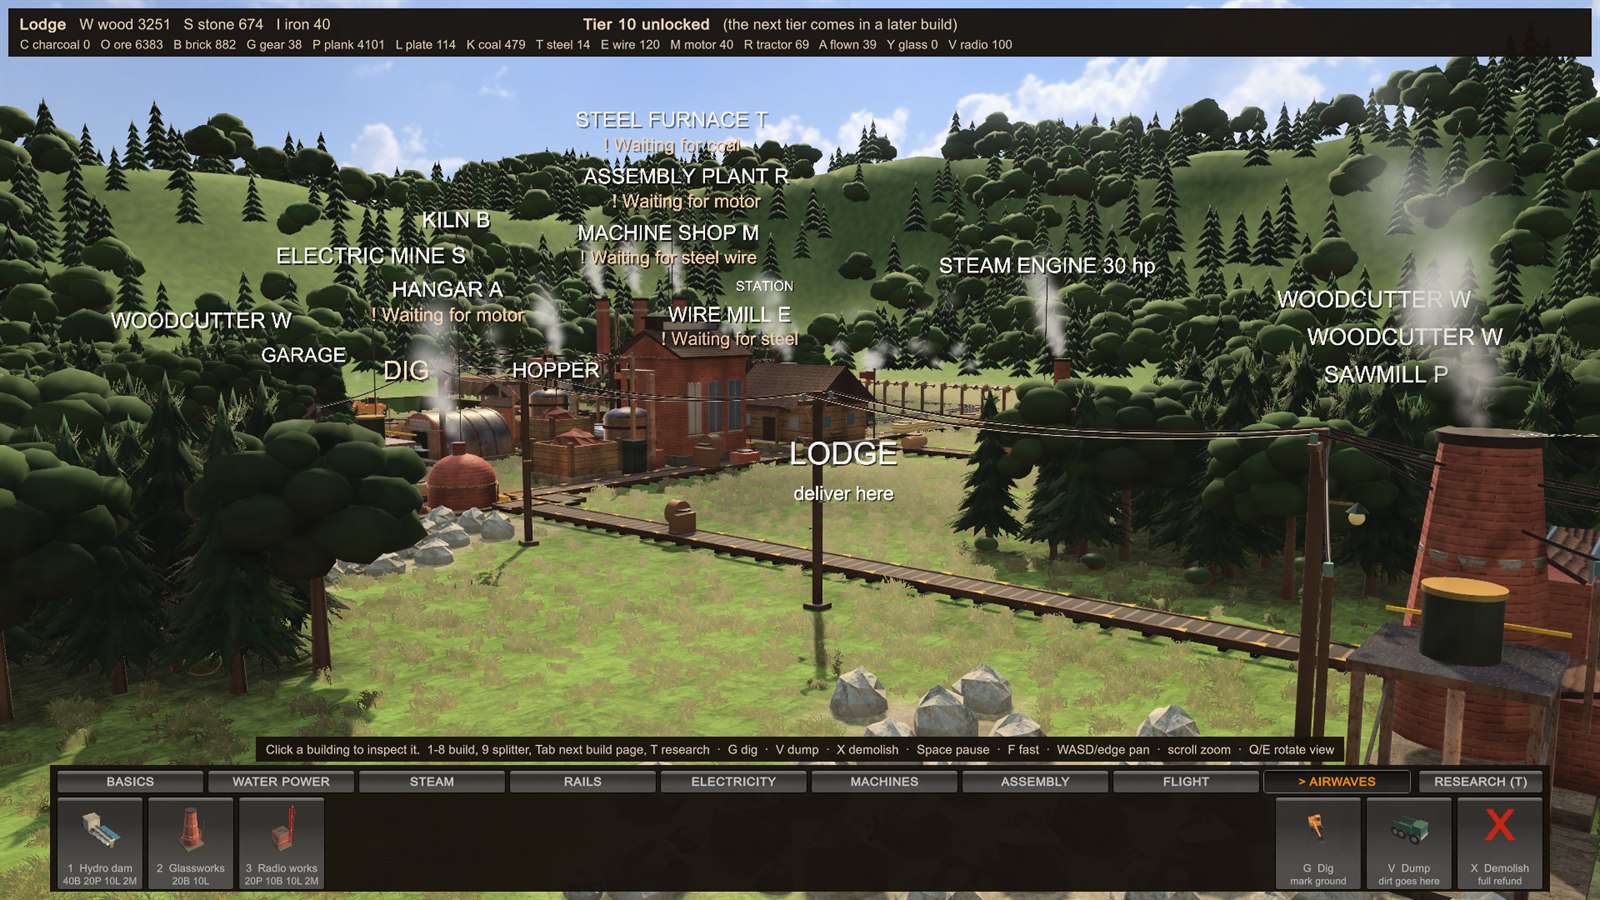 Lodge W wood 3251 S stone 674 I iron 40 Tier 10 unlocked (the next tier comes in a later build)
C charcoal 0 O ore 6383 B brick 882 G gear 38 P plank 4101 L plate 114 K coal 479 T steel 14 E wire 120 M motor 40 R tractor 69 A flown 39 Y glass 0 V radio 100
STEEL FURNACE T
! Waiting for coal
ASSEMBLY PLANT R
! Waiting for motor
KILN B
MACHINE SHOP M
! Waiting for steel wire
ELECTRIC MINE S
STEAM ENGINE 30 hp
HANGAR A
! Waiting for motor
STATION
WOODCUTTER W
WIRE MILL E
! Waiting for steel
WOODCUTTER W
WOODCUTTER W
GARAGE
DIG
HOPPER
SAWMILL P
LODGE
deliver here
Click a building to inspect it. 1-8 build, 9 splitter, Tab next build page, T research · G dig · V dump · X demolish · Space pause · F fast · WASD/edge pan · scroll zoom · Q/E rotate view
BASICS WATER POWER STEAM RAILS ELECTRICITY MACHINES ASSEMBLY FLIGHT > AIRWAVES RESEARCH (T)
1 Hydro dam
40B 20P 10L 2M
2 Glassworks
20B 10L
3 Radio works
20P 10B 10L 2M
G Dig
mark ground
V Dump
dirt goes here
X Demolish
full refund